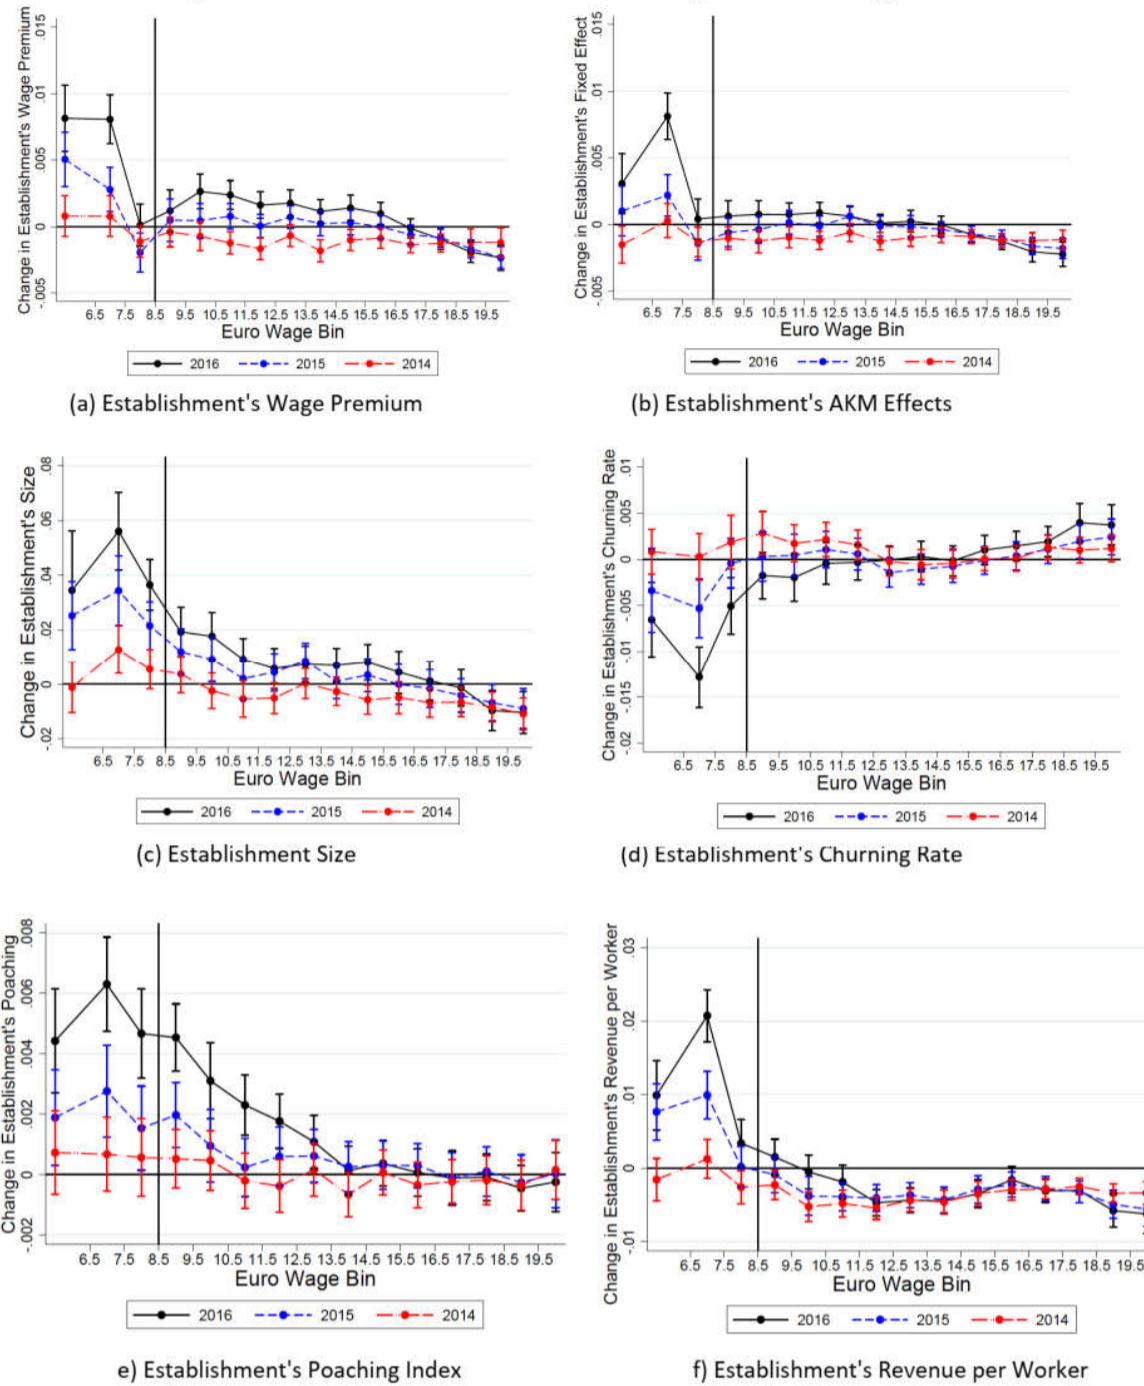 Change in Establishment's Wage Premium
.015
.01
.005
0
-.005
6.5 7.5 8.5 9.5 10.5 11.5 12.5 13.5 14.5 15.5 16.5 17.5 18.5 19.5
Euro Wage Bin
2016 2015 2014
(a) Establishment's Wage Premium
Change in Establishment's Fixed Effect
.015
.01
.005
0
-.005
6.5 7.5 8.5 9.5 10.5 11.5 12.5 13.5 14.5 15.5 16.5 17.5 18.5 19.5
Euro Wage Bin
2016 2015 2014
(b) Establishment's AKM Effects
Change in Establishment's Size
.08
.06
.04
.02
0
-.02
6.5 7.5 8.5 9.5 10.5 11.5 12.5 13.5 14.5 15.5 16.5 17.5 18.5 19.5
Euro Wage Bin
2016 2015 2014
(c) Establishment Size
Change in Establishment's Churning Rate
.01
.005
0
-.005
-.01
-.015
-.02
6.5 7.5 8.5 9.5 10.5 11.5 12.5 13.5 14.5 15.5 16.5 17.5 18.5 19.5
Euro Wage Bin
2016 2015 2014
(d) Establishment's Churning Rate
Change in Establishment's Poaching
.008
.006
.004
.002
0
-.002
6.5 7.5 8.5 9.5 10.5 11.5 12.5 13.5 14.5 15.5 16.5 17.5 18.5 19.5
Euro Wage Bin
2016 2015 2014
e) Establishment's Poaching Index
Change in Establishment's Revenue per Worker
.03
.02
.01
0
-.01
6.5 7.5 8.5 9.5 10.5 11.5 12.5 13.5 14.5 15.5 16.5 17.5 18.5 19.5
Euro Wage Bin
2016 2015 2014
f) Establishment's Revenue per Worker